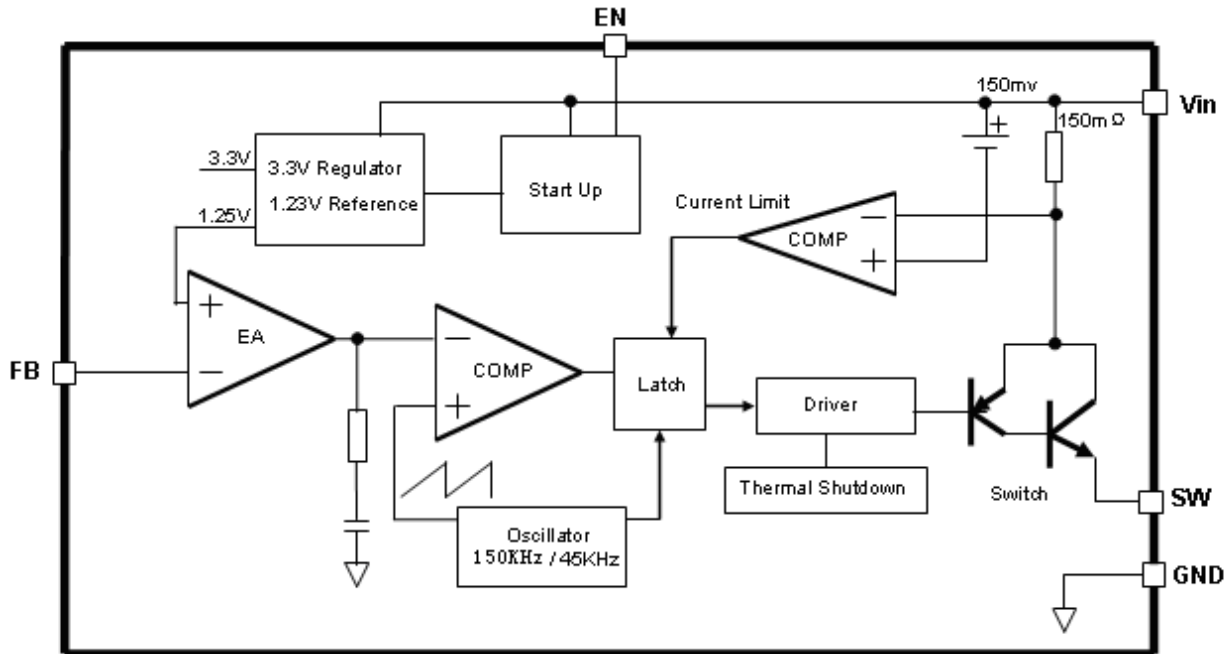 EN
150mv
Vin
150mΩ
3.3V
3.3V Regulator
1.23V Reference
1.25V
Start Up
Current Limit
COMP
EA
FB
COMP
Latch
Driver
Thermal Shutdown
Switch
SW
Oscillator
150KHz / 45KHz
GND
+
−
+
+
−
−
+